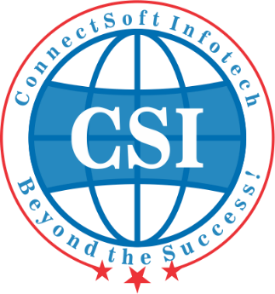 ConnectSoft Infotech
CSI
Beyond the Success!